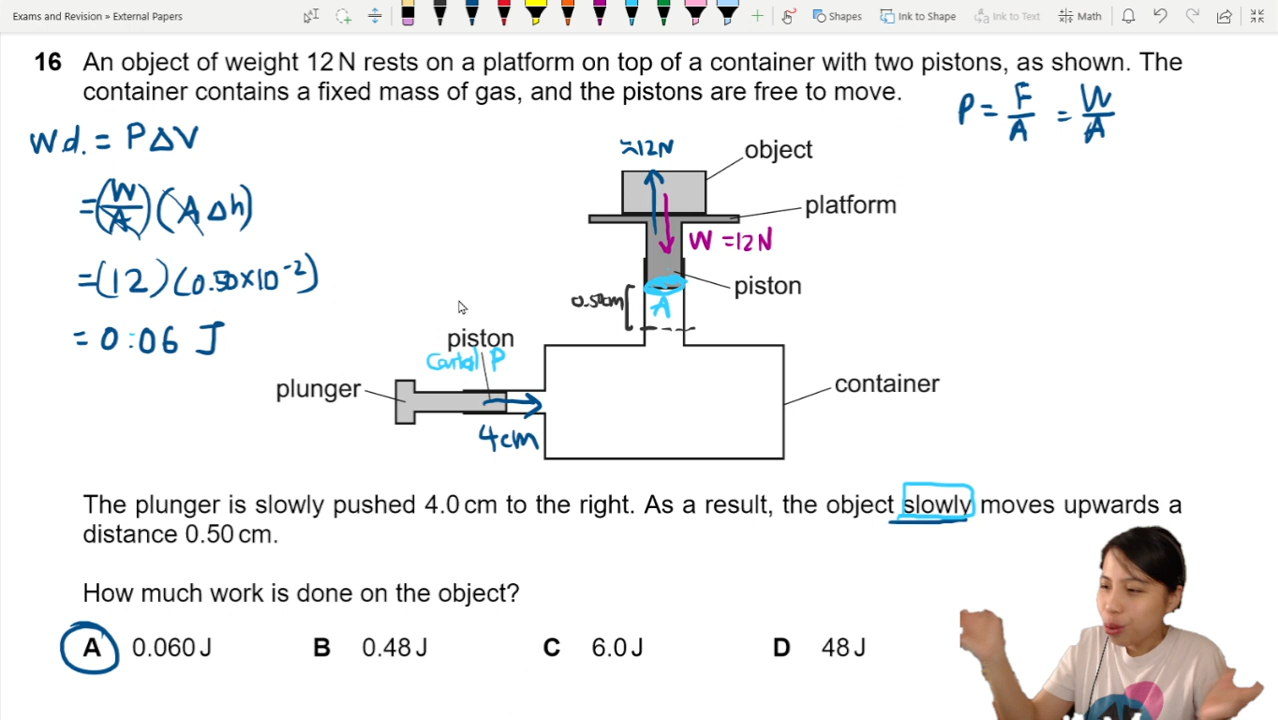 Exams and Revision » External Papers
Shapes
Ink to Shape
Ink to Text
Math
16 An object of weight 12 N rests on a platform on top of a container with two pistons, as shown. The
container contains a fixed mass of gas, and the pistons are free to move.
P = F/A = W/A
Wd. = PΔV
= (W/A)(AΔh)
= (12)(0.50×10⁻²)
= 0.06 J
≈12N
object
platform
W = 12N
piston
0.50cm
A
piston
Control P
plunger
container
4cm
The plunger is slowly pushed 4.0 cm to the right. As a result, the object slowly moves upwards a
distance 0.50 cm.
How much work is done on the object?
A 0.060 J B 0.48 J C 6.0 J D 48 J